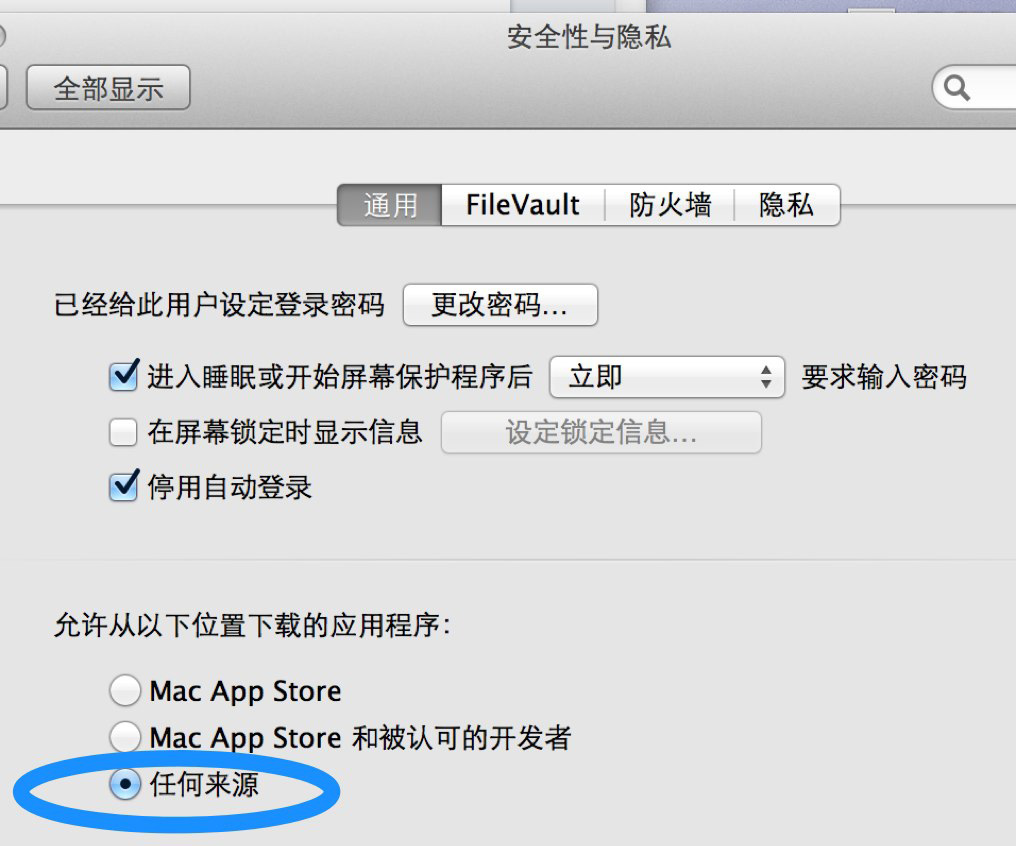 安全性与隐私
全部显示
通用 FileVault 防火墙 隐私
已经给此用户设定登录密码 更改密码...
进入睡眠或开始屏幕保护程序后 立即 要求输入密码
在屏幕锁定时显示信息 设定锁定信息...
停用自动登录
允许从以下位置下载的应用程序:
Mac App Store
Mac App Store 和被认可的开发者
任何来源